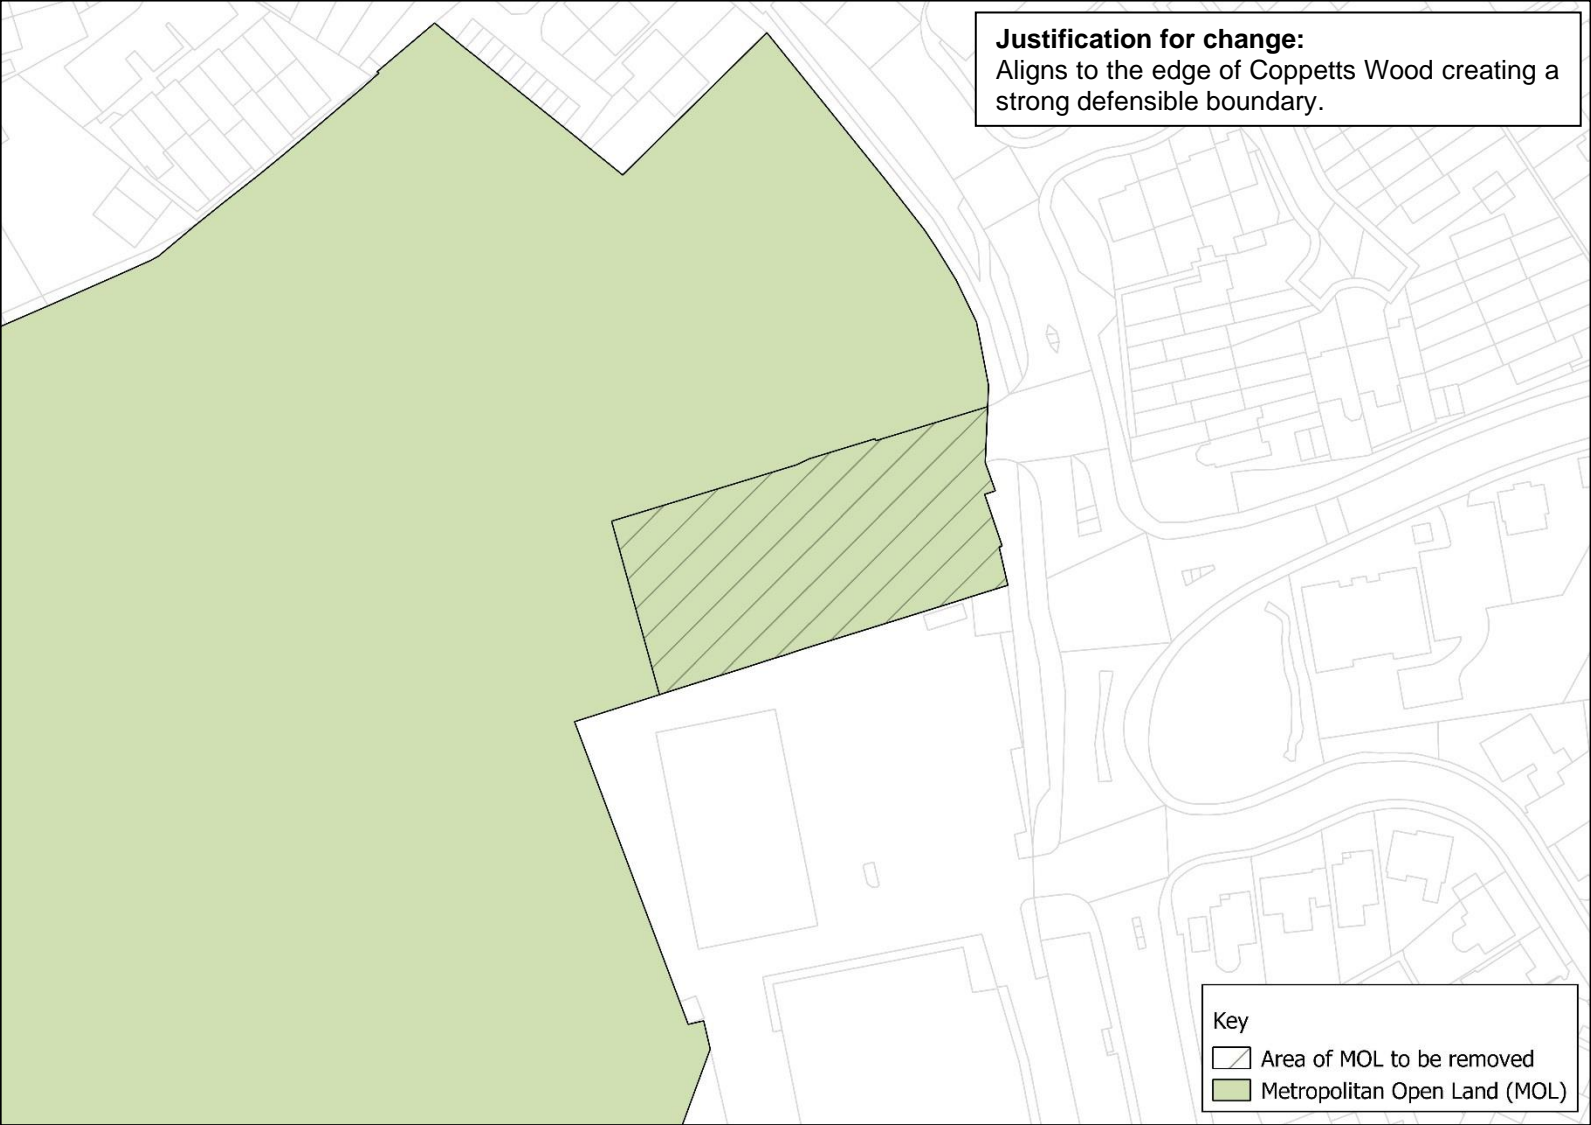 Justification for change:
Aligns to the edge of Coppetts Wood creating a
strong defensible boundary.
Key
Area of MOL to be removed
Metropolitan Open Land (MOL)